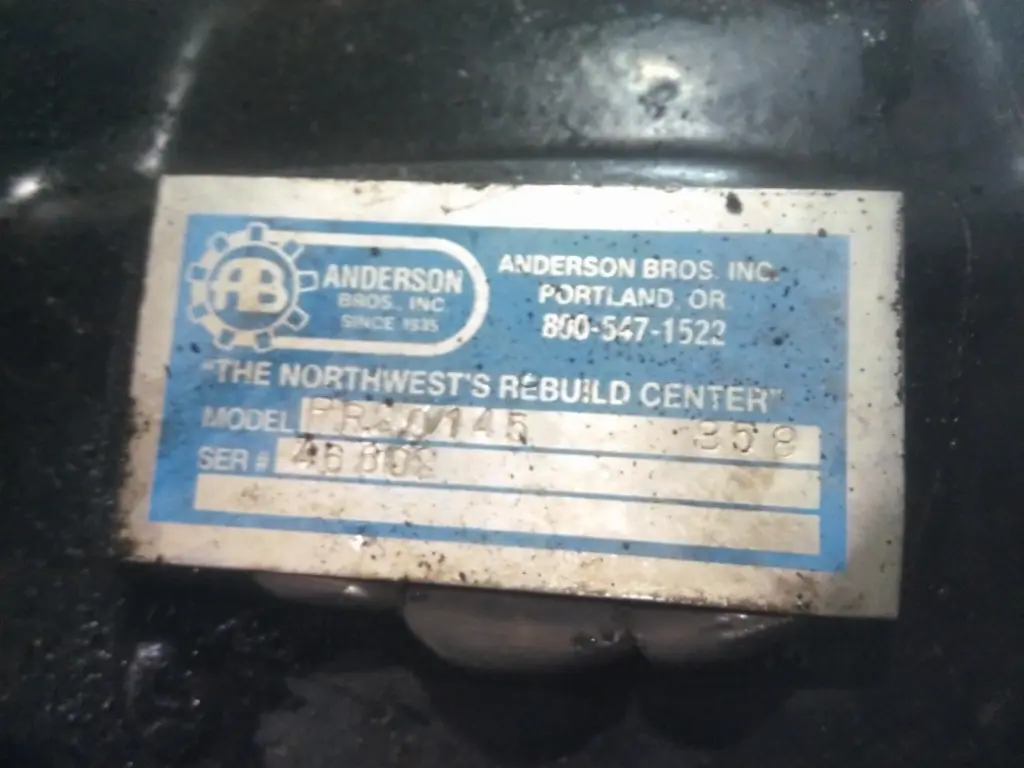 AB
ANDERSON
BROS. INC
SINCE 1935
ANDERSON BROS. INC.
PORTLAND OR.
800-547-1522
"THE NORTHWEST'S REBUILD CENTER"
MODEL 358
SER #